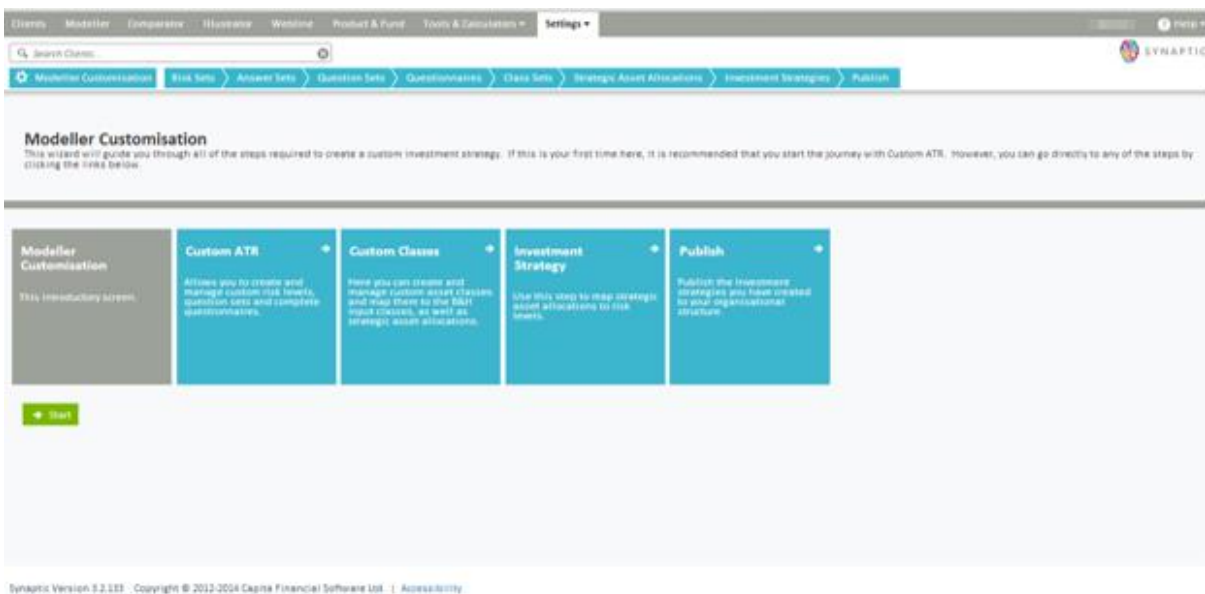 Clients Modeller Comparator Illustrator Webline Product & Fund Tools & Calculators Settings Help
Search Clients...
SYNAPTIC
Modeller Customisation Risk Sets Answer Sets Question Sets Questionnaires Class Sets Strategic Asset Allocations Investment Strategies Publish
Modeller Customisation
This wizard will guide you through all of the steps required to create a custom investment strategy. If this is your first time here, it is recommended that you start the journey with Custom ATR. However, you can go directly to any of the steps by
clicking the links below.
Modeller
Customisation
This introductory screen.
Custom ATR
Allows you to create and
manage custom risk levels,
question sets and complete
questionnaires.
Custom Classes
Here you can create and
manage custom asset classes
and map them to the B&H
input classes, as well as
strategic asset allocations.
Investment
Strategy
Use this step to map strategic
asset allocations to risk
levels.
Publish
Publish the investment
strategies you have created
to your organisational
structure.
Start
Synaptic Version 3.2.133 Copyright © 2012-2014 Capita Financial Software Ltd. | Accessibility